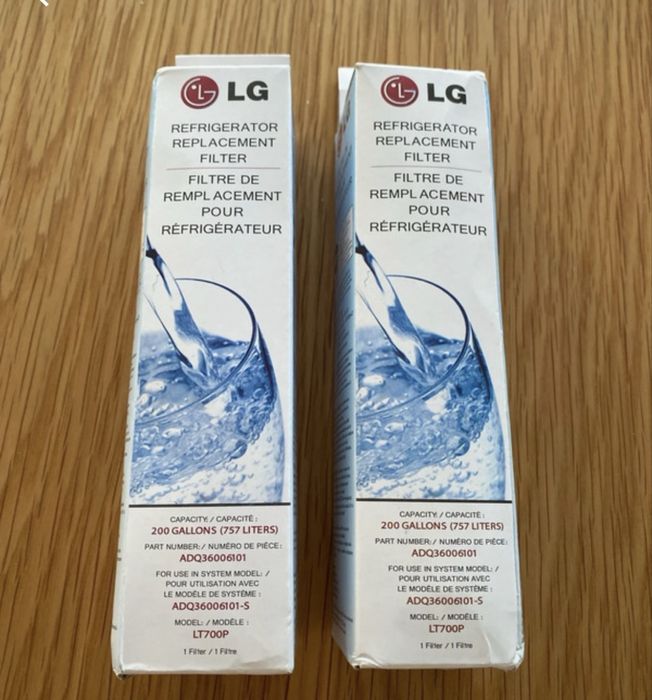 LG
REFRIGERATOR
REPLACEMENT
FILTER
FILTRE DE
REMPLACEMENT
POUR
RÉFRIGÉRATEUR
CAPACITY: / CAPACITÉ :
200 GALLONS (757 LITERS)
PART NUMBER: / NUMÉRO DE PIÈCE:
ADQ36006101
FOR USE IN SYSTEM MODEL: /
POUR UTILISATION AVEC
LE MODÈLE DE SYSTÈME :
ADQ36006101-S
MODEL: / MODÈLE :
LT700P
1 Filter / 1 Filtre
LG
REFRIGERATOR
REPLACEMENT
FILTER
FILTRE DE
REMPLACEMENT
POUR
RÉFRIGÉRATEUR
CAPACITY: / CAPACITÉ :
200 GALLONS (757 LITERS)
PART NUMBER: / NUMÉRO DE PIÈCE:
ADQ36006101
FOR USE IN SYSTEM MODEL: /
POUR UTILISATION AVEC
LE MODÈLE DE SYSTÈME :
ADQ36006101-S
MODEL: / MODÈLE :
LT700P
1 Filter / 1 Filtre